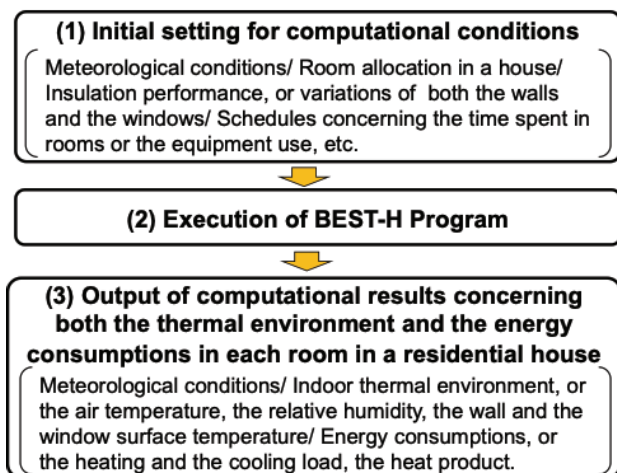 (1) Initial setting for computational conditions
Meteorological conditions/ Room allocation in a house/
Insulation performance, or variations of both the walls
and the windows/ Schedules concerning the time spent in
rooms or the equipment use, etc.
(2) Execution of BEST-H Program
(3) Output of computational results concerning
both the thermal environment and the energy
consumptions in each room in a residential house
Meteorological conditions/ Indoor thermal environment, or
the air temperature, the relative humidity, the wall and the
window surface temperature/ Energy consumptions, or
the heating and the cooling load, the heat product.